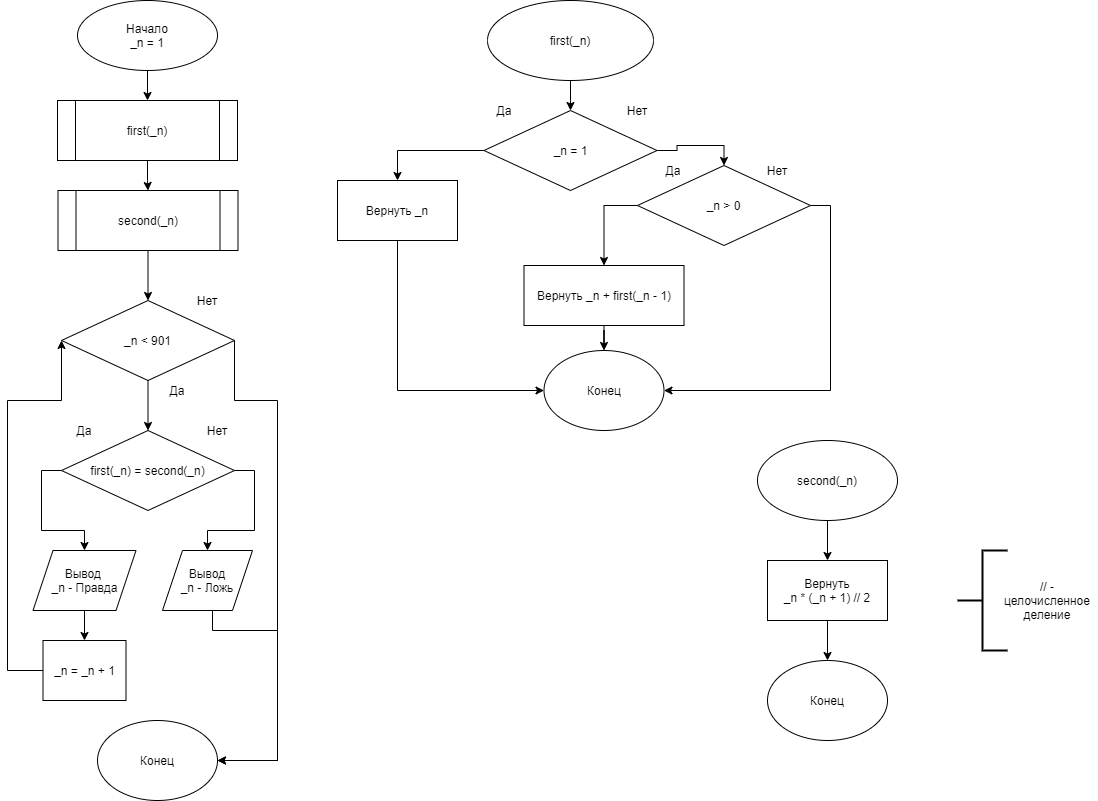 Начало
_n = 1
first(_n)
second(_n)
Нет
_n < 901
Да
Да
Нет
first(_n) = second(_n)
Вывод
_n - Правда
Вывод
_n - Ложь
_n = _n + 1
Конец
first(_n)
Да
Нет
_n = 1
Вернуть _n
Да
Нет
_n > 0
Вернуть _n + first(_n - 1)
Конец
second(_n)
Вернуть
_n * (_n + 1) // 2
Конец
// -
целочисленное
деление